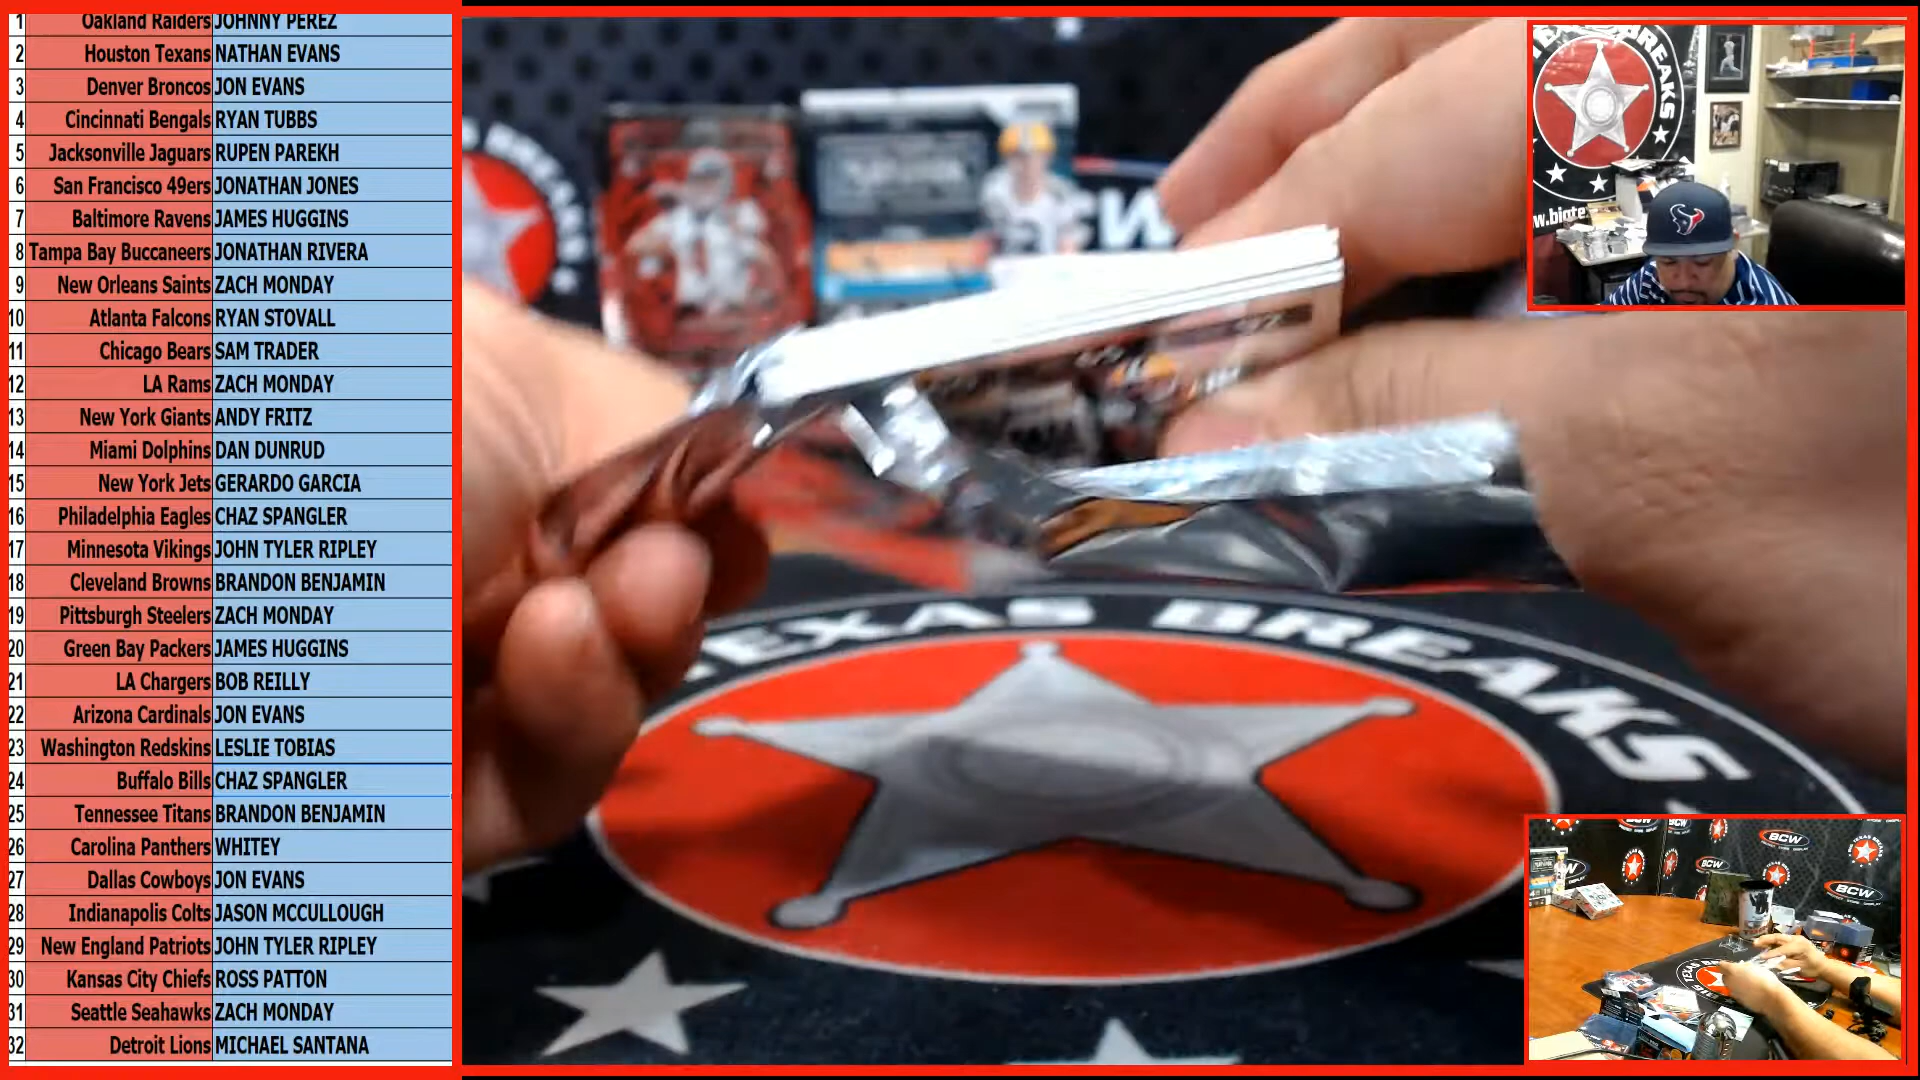 1 Oakland Raiders JOHNNY PEREZ
2 Houston Texans NATHAN EVANS
3 Denver Broncos JON EVANS
4 Cincinnati Bengals RYAN TUBBS
5 Jacksonville Jaguars RUPEN PAREKH
6 San Francisco 49ers JONATHAN JONES
7 Baltimore Ravens JAMES HUGGINS
8 Tampa Bay Buccaneers JONATHAN RIVERA
9 New Orleans Saints ZACH MONDAY
10 Atlanta Falcons RYAN STOVALL
11 Chicago Bears SAM TRADER
12 LA Rams ZACH MONDAY
13 New York Giants ANDY FRITZ
14 Miami Dolphins DAN DUNRUD
15 New York Jets GERARDO GARCIA
16 Philadelphia Eagles CHAZ SPANGLER
17 Minnesota Vikings JOHN TYLER RIPLEY
18 Cleveland Browns BRANDON BENJAMIN
19 Pittsburgh Steelers ZACH MONDAY
20 Green Bay Packers JAMES HUGGINS
21 LA Chargers BOB REILLY
22 Arizona Cardinals JON EVANS
23 Washington Redskins LESLIE TOBIAS
24 Buffalo Bills CHAZ SPANGLER
25 Tennessee Titans BRANDON BENJAMIN
26 Carolina Panthers WHITEY
27 Dallas Cowboys JON EVANS
28 Indianapolis Colts JASON MCCULLOUGH
29 New England Patriots JOHN TYLER RIPLEY
30 Kansas City Chiefs ROSS PATTON
31 Seattle Seahawks ZACH MONDAY
32 Detroit Lions MICHAEL SANTANA
TEXAS BREAKS
BREAKS
www.bigte
BCW
BCW
BCW